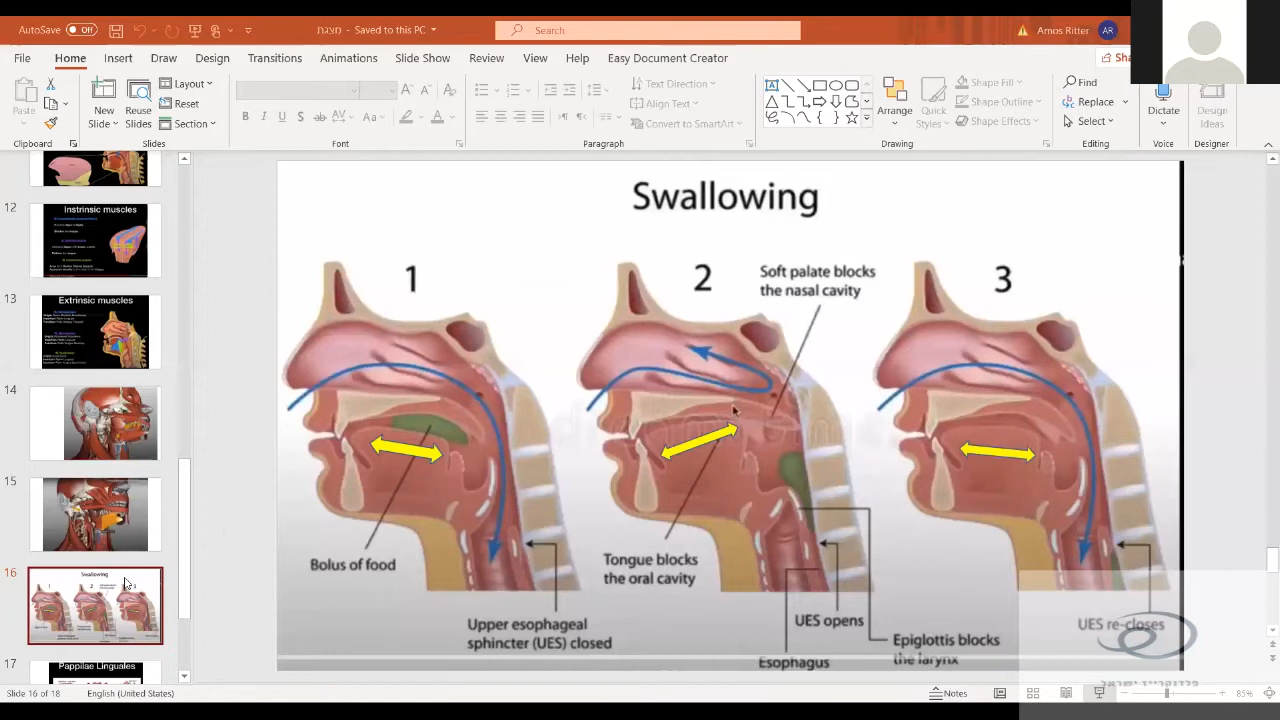 AutoSave Off
מצגת - Saved to this PC
Search
Amos Ritter AR
File Home Insert Draw Design Transitions Animations Slide Show Review View Help Easy Document Creator
Paste
New Slide
Reuse Slides
Layout
Reset
Section
Text Direction
Align Text
Convert to SmartArt
Arrange
Quick Styles
Shape Fill
Shape Outline
Shape Effects
Find
Replace
Select
Dictate
Design Ideas
Clipboard Slides Font Paragraph Drawing Editing Voice Designer
12
Instrinsic muscles
13
Extrinsic muscles
14
15
16
Swallowing
17
Pappilae Linguales
Swallowing
1
2
3
Soft palate blocks
the nasal cavity
Bolus of food
Tongue blocks
the oral cavity
Upper esophageal
sphincter (UES) closed
UES opens
Esophagus
Epiglottis blocks
the larynx
UES re-closes
English (United States)
Notes
85%